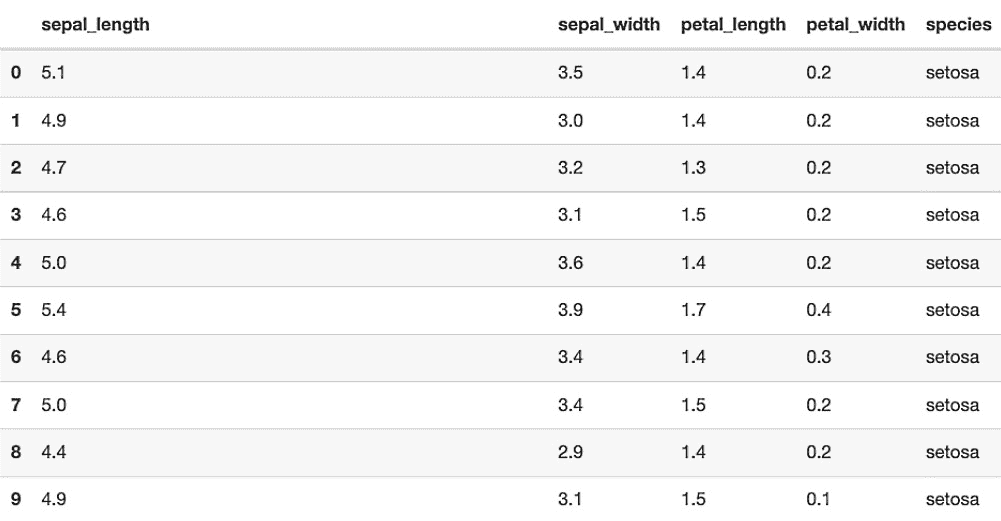 sepal_length sepal_width petal_length petal_width species
0 5.1 3.5 1.4 0.2 setosa
1 4.9 3.0 1.4 0.2 setosa
2 4.7 3.2 1.3 0.2 setosa
3 4.6 3.1 1.5 0.2 setosa
4 5.0 3.6 1.4 0.2 setosa
5 5.4 3.9 1.7 0.4 setosa
6 4.6 3.4 1.4 0.3 setosa
7 5.0 3.4 1.5 0.2 setosa
8 4.4 2.9 1.4 0.2 setosa
9 4.9 3.1 1.5 0.1 setosa